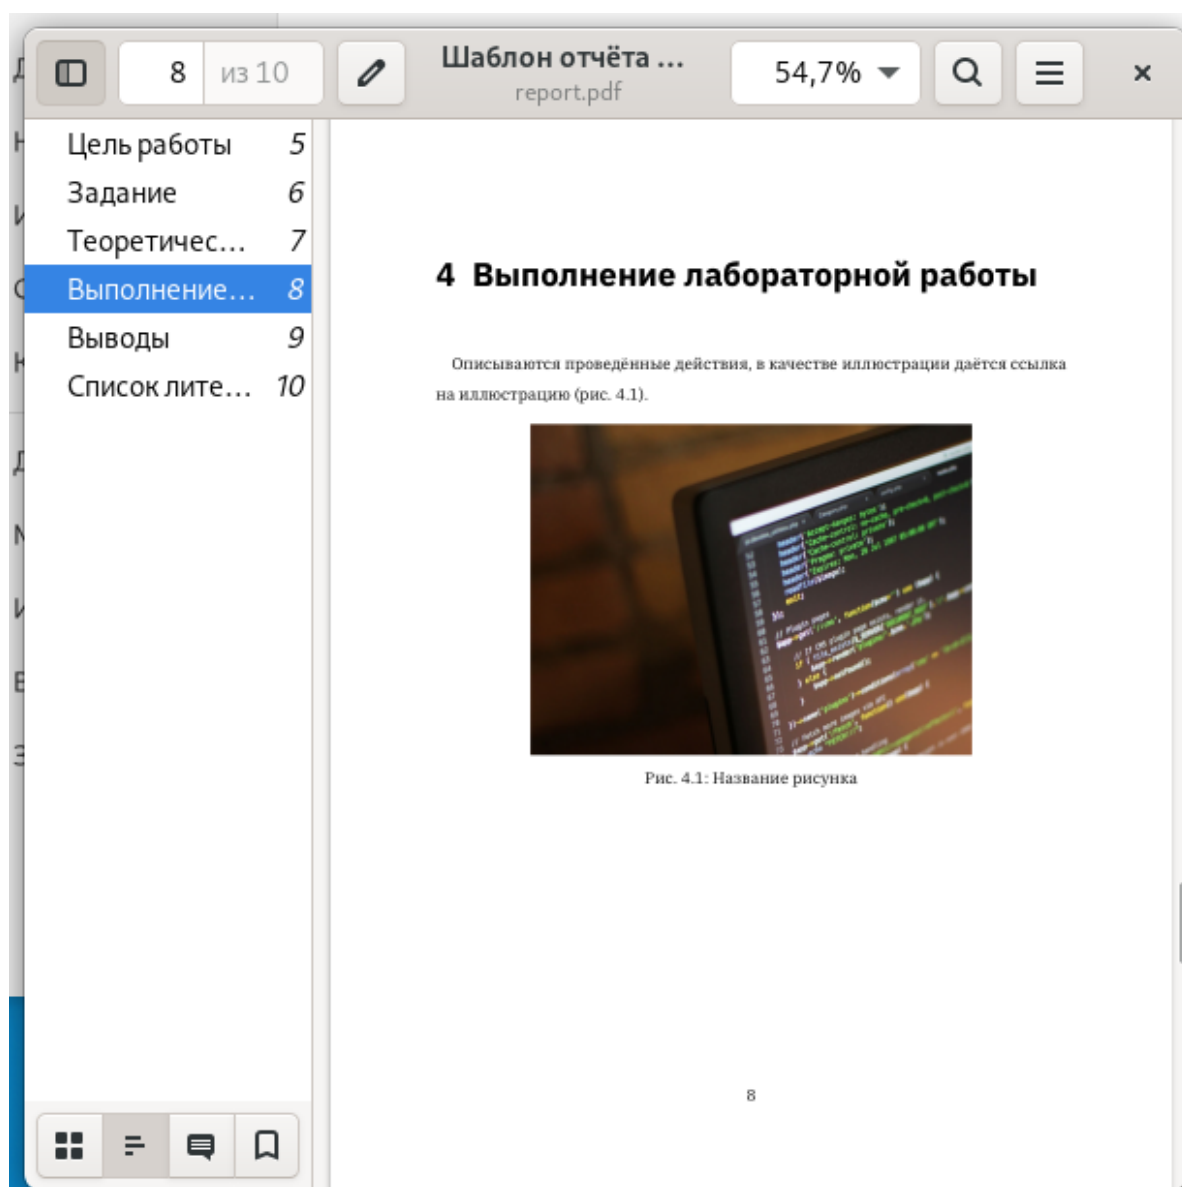 8 из 10
Шаблон отчёта ...
report.pdf
54,7%
Цель работы 5
Задание 6
Теоретичес... 7
Выполнение... 8
Выводы 9
Список лите... 10
4 Выполнение лабораторной работы
Описываются проведённые действия, в качестве иллюстрации даётся ссылка
на иллюстрацию (рис. 4.1).
Рис. 4.1: Название рисунка
8